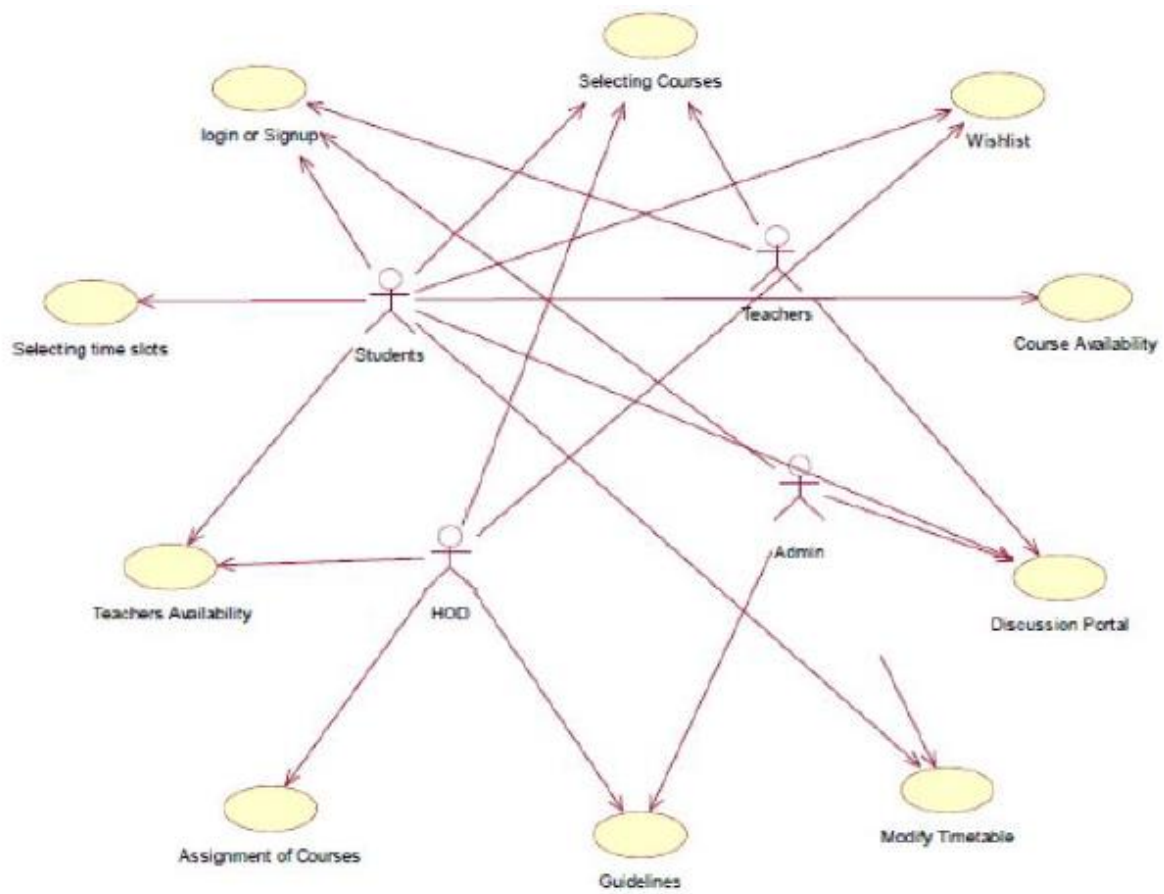 Selecting Courses
login or Signup
Wishlist
Teachers
Selecting time slots
Students
Course Availability
Admin
Teachers Availability
HOD
Discussion Portal
Modify Timetable
Assignment of Courses
Guidelines